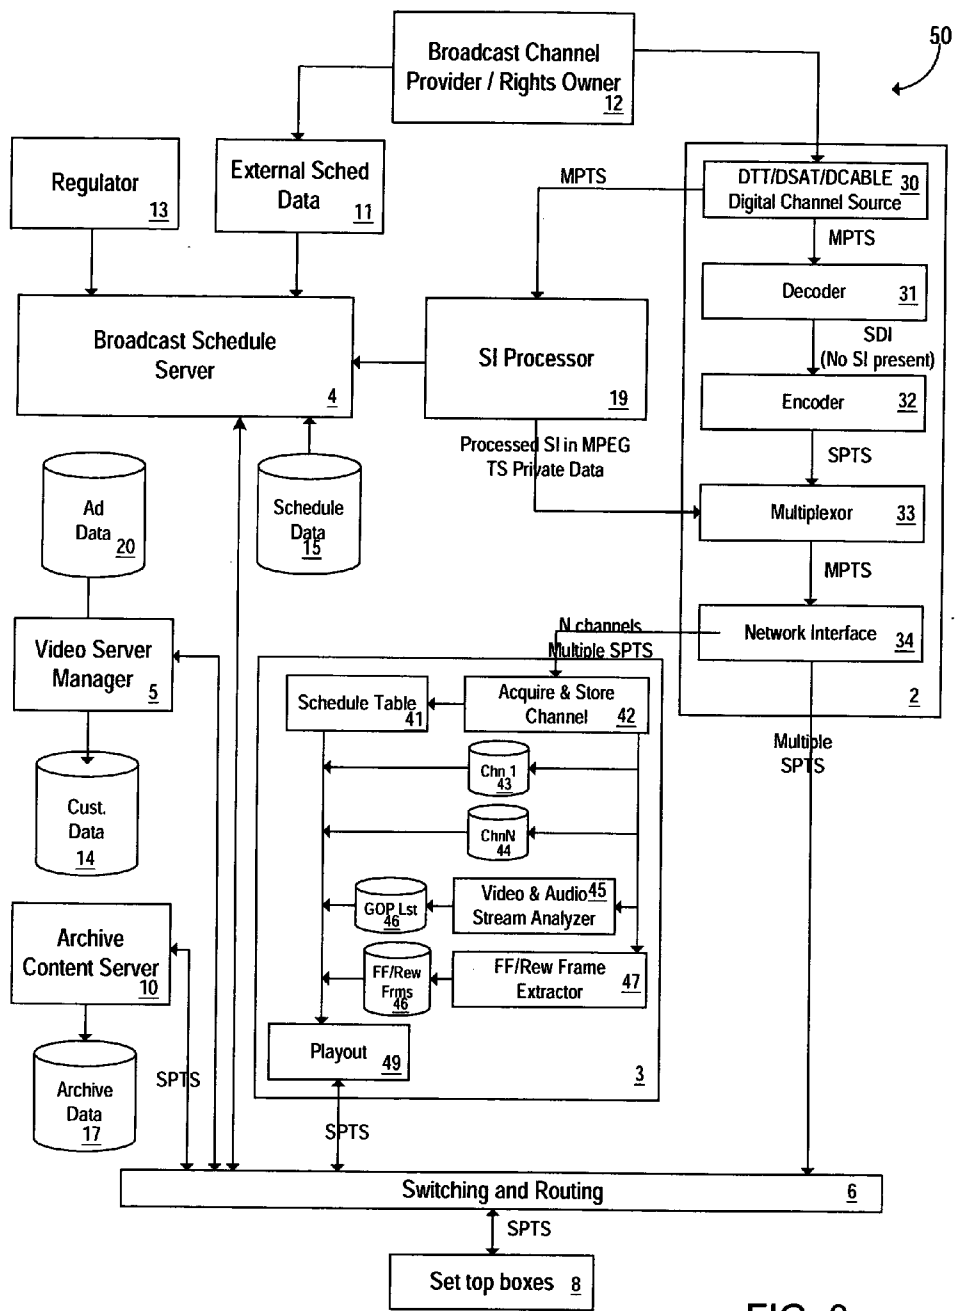 50
Broadcast Channel
Provider / Rights Owner
12
Regulator
13
External Sched
Data
11
MPTS
DTT/DSAT/DCABLE
30
Digital Channel Source
MPTS
Decoder
31
SDI
(No SI present)
Broadcast Schedule
Server
4
SI Processor
19
Encoder
32
Processed SI in MPEG
TS Private Data
SPTS
Ad
Data
20
Schedule
Data
15
Multiplexor
33
MPTS
Video Server
Manager
5
N channels
Multiple SPTS
Network Interface
34
2
Schedule Table
41
Acquire & Store
Channel
42
Multiple
SPTS
Chn 1
43
Cust.
Data
14
ChnN
44
GOP Lst
46
Video & Audio
45
Stream Analyzer
Archive
Content Server
10
FF/Rew
Frms
46
FF/Rew Frame
Extractor
47
Playout
49
3
Archive
Data
17
SPTS
SPTS
Switching and Routing
6
SPTS
Set top boxes
8